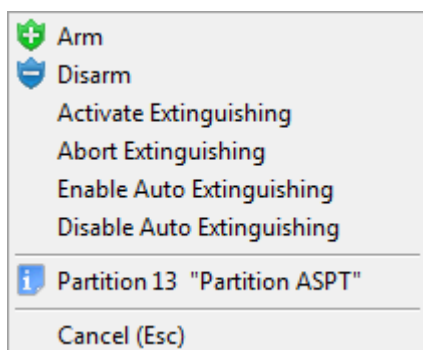 Arm
Disarm
Activate Extinguishing
Abort Extinguishing
Enable Auto Extinguishing
Disable Auto Extinguishing
Partition 13 "Partition ASPT"
Cancel (Esc)